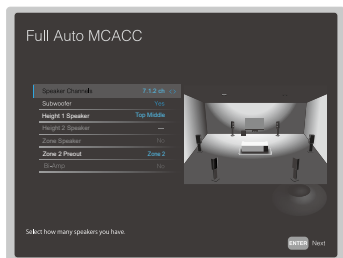 Full Auto MCACC
Speaker Channels 7.1.2 ch
Subwoofer Yes
Height 1 Speaker Top Middle
Height 2 Speaker ---
Zone Speaker No
Zone 2 Preout Zone 2
Bi-Amp No
Select how many speakers you have.
ENTER Next